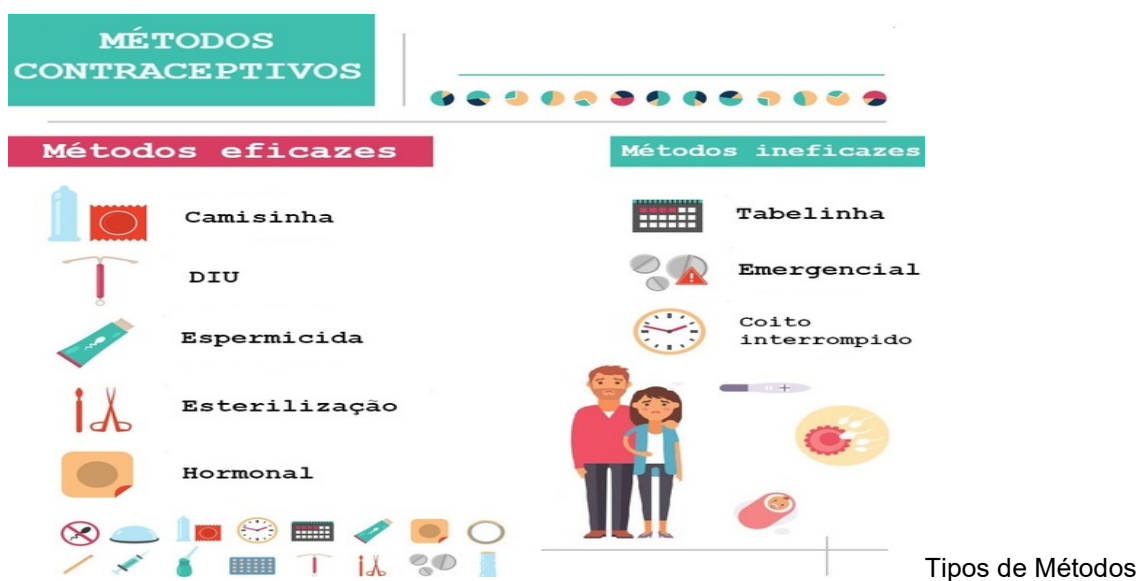 MÉTODOS
CONTRACEPTIVOS
Métodos eficazes
Métodos ineficazes
Camisinha
DIU
Espermicida
Esterilização
Hormonal
Tabelinha
Emergencial
Coito
interrompido
Tipos de Métodos